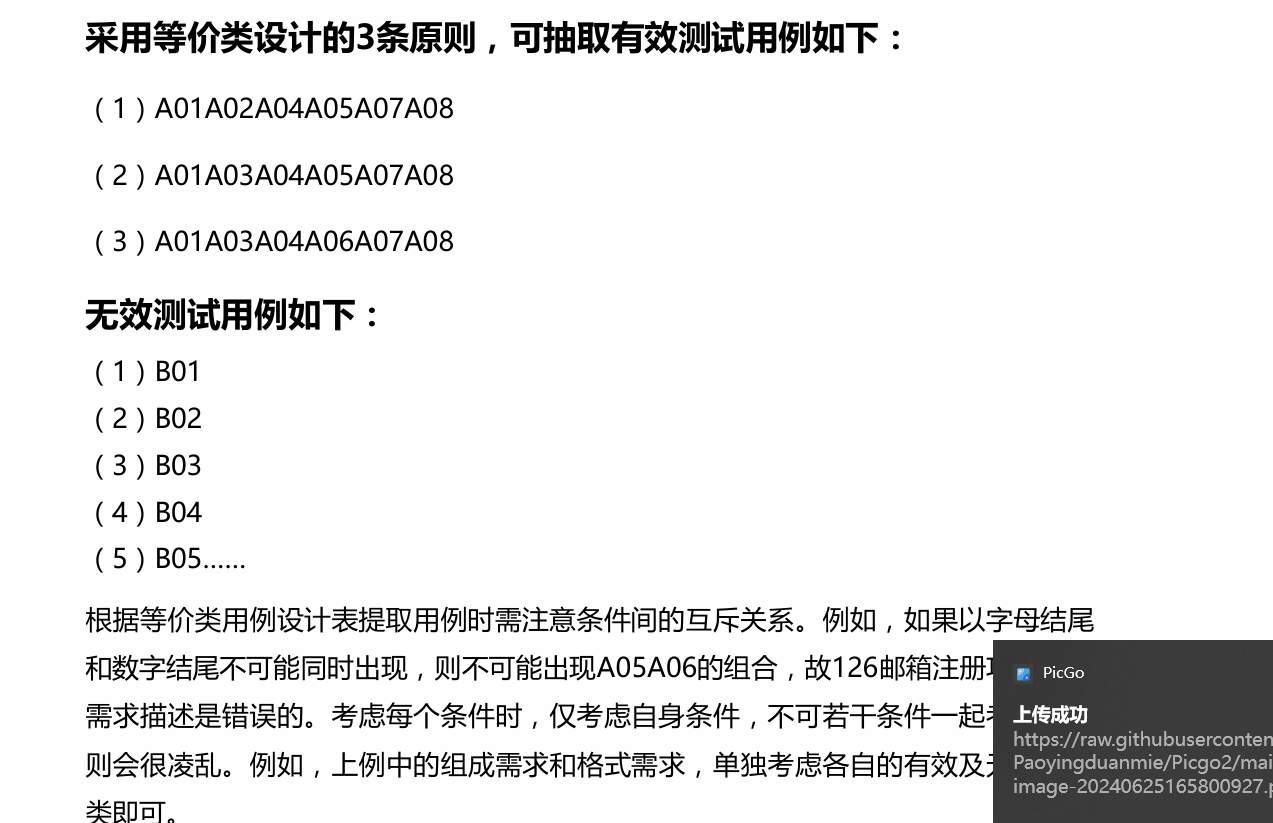 采用等价类设计的3条原则，可抽取有效测试用例如下：
（1）A01A02A04A05A07A08
（2）A01A03A04A05A07A08
（3）A01A03A04A06A07A08
无效测试用例如下：
（1）B01
（2）B02
（3）B03
（4）B04
（5）B05……
根据等价类用例设计表提取用例时需注意条件间的互斥关系。例如，如果以字母结尾
和数字结尾不可能同时出现，则不可能出现A05A06的组合，故126邮箱注册
需求描述是错误的。考虑每个条件时，仅考虑自身条件，不可若干条件一起
则会很凌乱。例如，上例中的组成需求和格式需求，单独考虑各自的有效及
类即可。
PicGo
上传成功
https://raw.githubuserconten
Paoyingduanmie/Picgo2/mai
image-20240625165800927.p